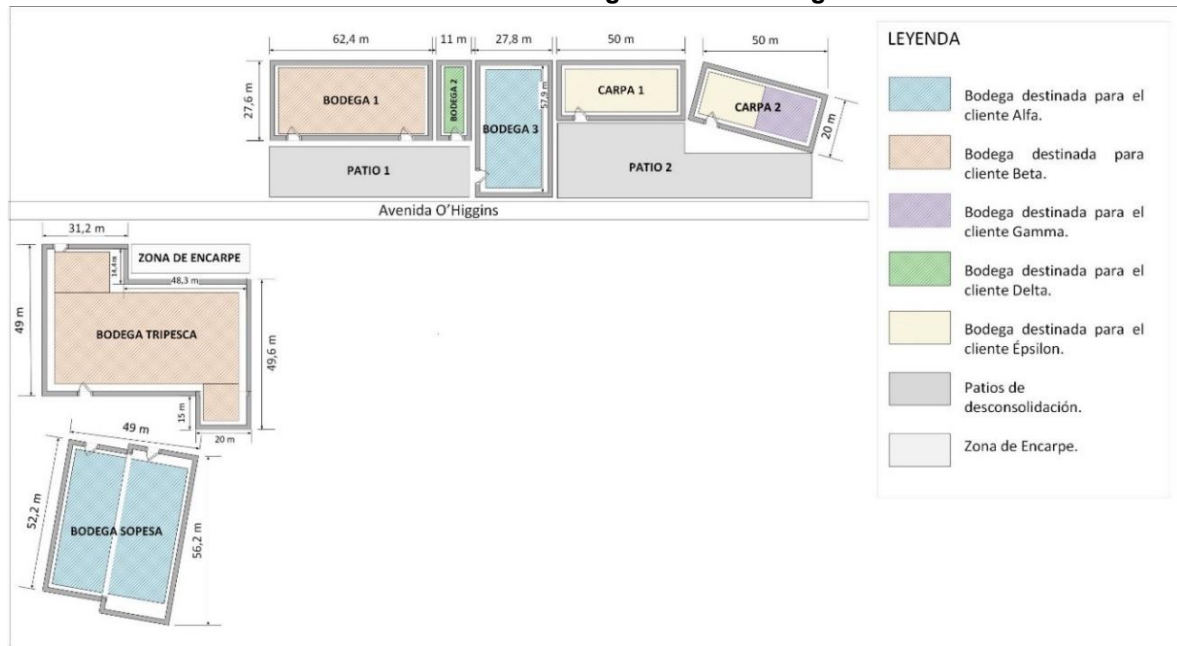 62,4 m
11 m
27,8 m
50 m
50 m
27,6 m
BODEGA 1
BODEGA 2
BODEGA 3
57,9 m
CARPA 1
CARPA 2
20 m
PATIO 1
PATIO 2
Avenida O’Higgins
31,2 m
ZONA DE ENCARPE
14,4 m
48,3 m
49 m
BODEGA TRIPESCA
49,6 m
15 m
20 m
49 m
52,2 m
BODEGA SOPESA
56,2 m
LEYENDA
Bodega destinada para el
cliente Alfa.
Bodega destinada para
cliente Beta.
Bodega destinada para el
cliente Gamma.
Bodega destinada para el
cliente Delta.
Bodega destinada para el
cliente Épsilon.
Patios de
desconsolidación.
Zona de Encarpe.